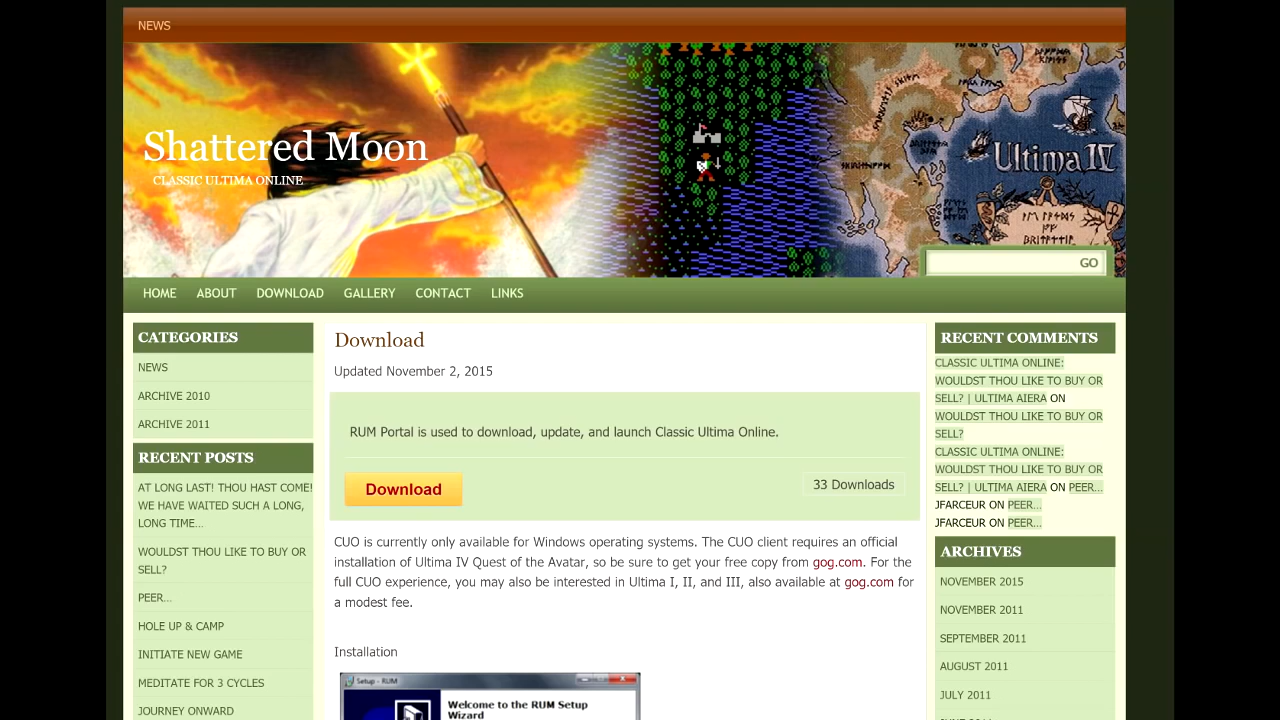 NEWS
Shattered Moon
CLASSIC ULTIMA ONLINE
Ultima IV
GO
HOME ABOUT DOWNLOAD GALLERY CONTACT LINKS
CATEGORIES
NEWS
ARCHIVE 2010
ARCHIVE 2011
RECENT POSTS
AT LONG LAST! THOU HAST COME!
WE HAVE WAITED SUCH A LONG,
LONG TIME…
WOULDST THOU LIKE TO BUY OR
SELL?
PEER…
HOLE UP & CAMP
INITIATE NEW GAME
MEDITATE FOR 3 CYCLES
JOURNEY ONWARD
Download
Updated November 2, 2015
RUM Portal is used to download, update, and launch Classic Ultima Online.
Download
33 Downloads
CUO is currently only available for Windows operating systems. The CUO client requires an official
installation of Ultima IV Quest of the Avatar, so be sure to get your free copy from gog.com. For the
full CUO experience, you may also be interested in Ultima I, II, and III, also available at gog.com for
a modest fee.
Installation
Setup - RUM
Welcome to the RUM Setup
Wizard
RECENT COMMENTS
CLASSIC ULTIMA ONLINE:
WOULDST THOU LIKE TO BUY OR
SELL? | ULTIMA AIERA ON
WOULDST THOU LIKE TO BUY OR
SELL?
CLASSIC ULTIMA ONLINE:
WOULDST THOU LIKE TO BUY OR
SELL? | ULTIMA AIERA ON PEER…
JFARCEUR ON PEER…
JFARCEUR ON PEER…
ARCHIVES
NOVEMBER 2015
NOVEMBER 2011
SEPTEMBER 2011
AUGUST 2011
JULY 2011